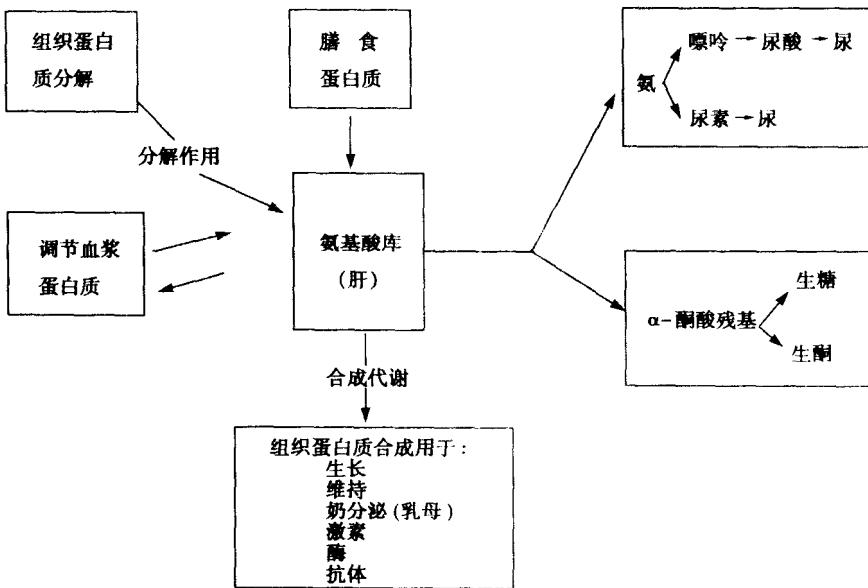 组织蛋白
质分解
膳 食
蛋白质
氨
嘌呤→尿酸→尿
尿素→尿
分解作用
调节血浆
蛋白质
氨基酸库
(肝)
α-酮酸残基
生糖
生酮
合成代谢
组织蛋白质合成用于:
生长
维持
奶分泌(乳母)
激素
酶
抗体